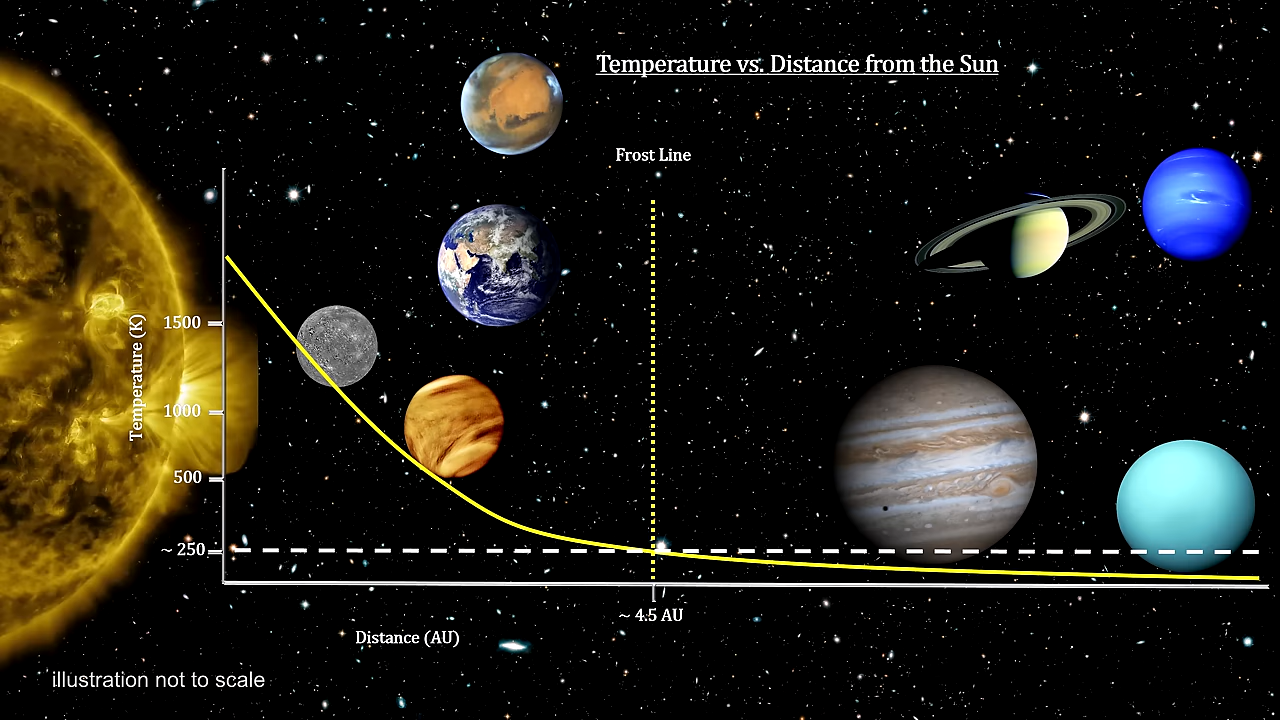 Temperature vs. Distance from the Sun
Frost Line
Temperature (K)
1500
1000
500
~ 250
~ 4.5 AU
Distance (AU)
illustration not to scale